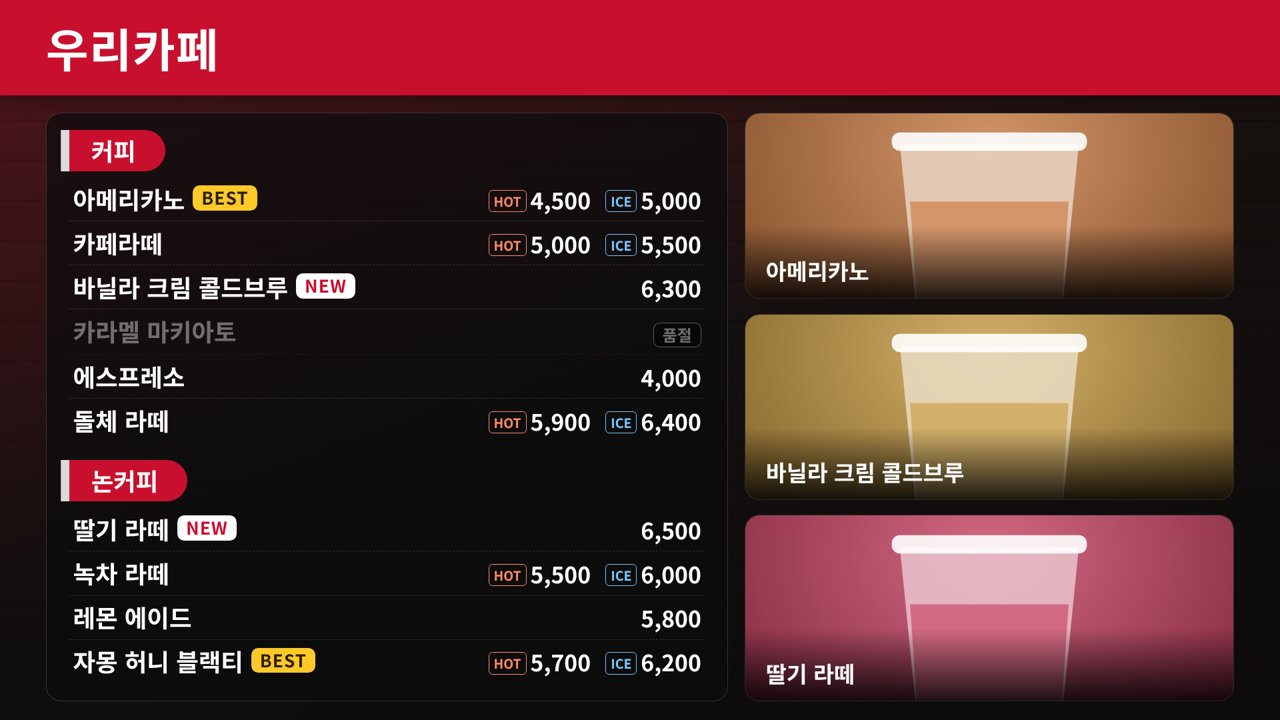 우리카페
커피
아메리카노 BEST HOT 4,500 ICE 5,000
카페라떼 HOT 5,000 ICE 5,500
바닐라 크림 콜드브루 NEW 6,300
카라멜 마키아토 품절
에스프레소 4,000
돌체 라떼 HOT 5,900 ICE 6,400
논커피
딸기 라떼 NEW 6,500
녹차 라떼 HOT 5,500 ICE 6,000
레몬 에이드 5,800
자몽 허니 블랙티 BEST HOT 5,700 ICE 6,200
아메리카노
바닐라 크림 콜드브루
딸기 라떼